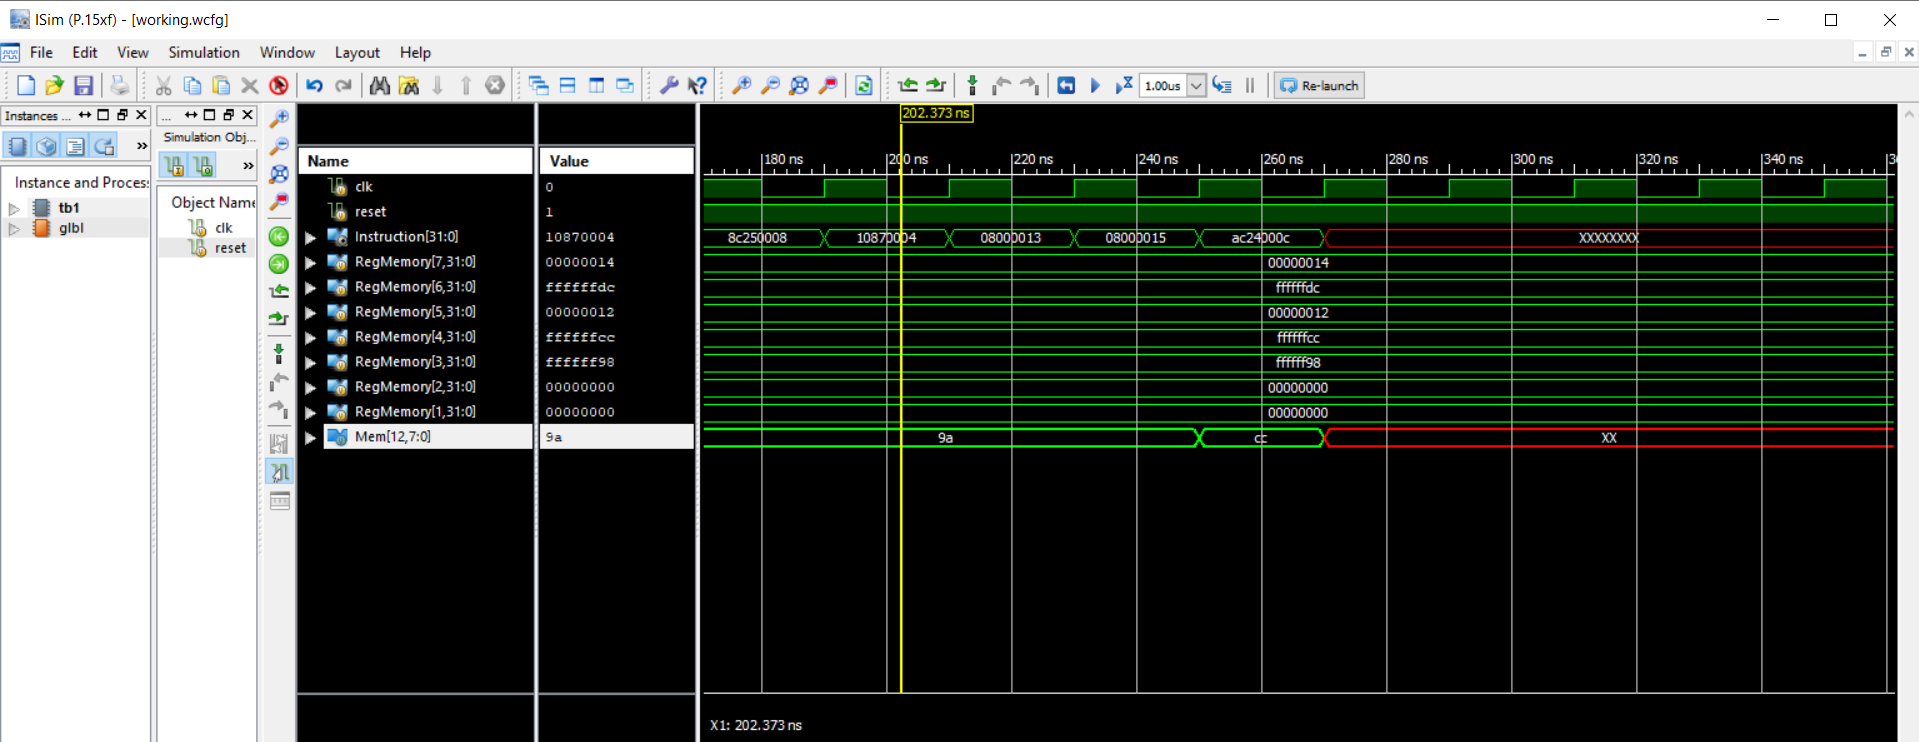 ISim (P.15xf) - [working.wcfg]
File Edit View Simulation Window Layout Help
1.00us Re-launch
Instances ... ...
Simulation Obj...
Instance and Process
tb1
glbl
Object Name
clk
reset
202.373 ns
Name Value
180 ns 200 ns 220 ns 240 ns 260 ns 280 ns 300 ns 320 ns 340 ns
clk 0
reset 1
Instruction[31:0] 10870004 8c250008 10870004 08000013 08000015 ac24000c XXXXXXXX
RegMemory[7,31:0] 00000014 00000014
RegMemory[6,31:0] ffffffdc ffffffdc
RegMemory[5,31:0] 00000012 00000012
RegMemory[4,31:0] ffffffcc ffffffcc
RegMemory[3,31:0] ffffff98 ffffff98
RegMemory[2,31:0] 00000000 00000000
RegMemory[1,31:0] 00000000 00000000
Mem[12,7:0] 9a 9a cc XX
X1: 202.373 ns